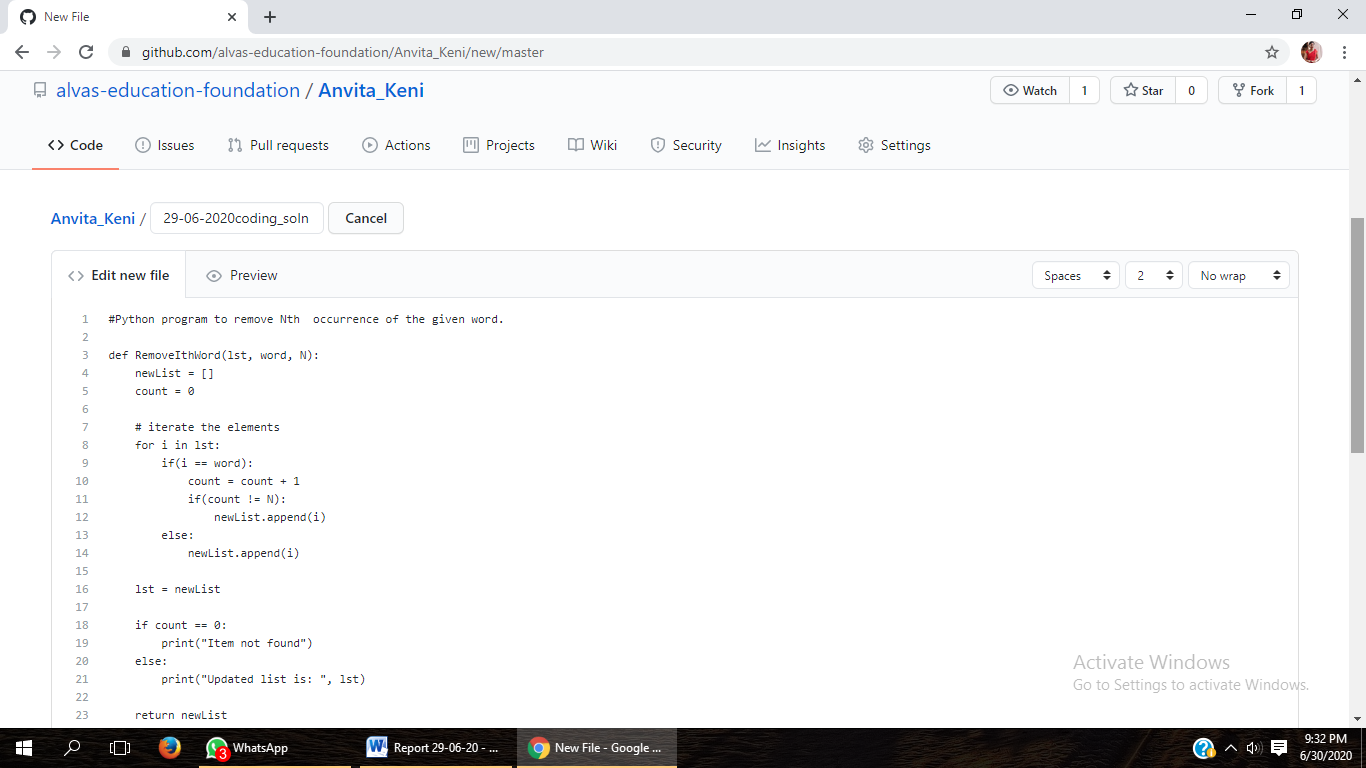 New File
github.com/alvas-education-foundation/Anvita_Keni/new/master
alvas-education-foundation / Anvita_Keni
Watch 1 Star 0 Fork 1
Code Issues Pull requests Actions Projects Wiki Security Insights Settings
Anvita_Keni / 29-06-2020coding_soln Cancel
Edit new file Preview Spaces 2 No wrap
1 #Python program to remove Nth  occurrence of the given word.
2
3 def RemoveIthWord(lst, word, N):
4     newList = []
5     count = 0
6
7     # iterate the elements
8     for i in lst:
9         if(i == word):
10             count = count + 1
11             if(count != N):
12                 newList.append(i)
13         else:
14             newList.append(i)
15
16     lst = newList
17
18     if count == 0:
19         print("Item not found")
20     else:
21         print("Updated list is: ", lst)
22
23     return newList
Activate Windows
Go to Settings to activate Windows.
3 WhatsApp Report 29-06-20 - ... New File - Google ... 9:32 PM
6/30/2020